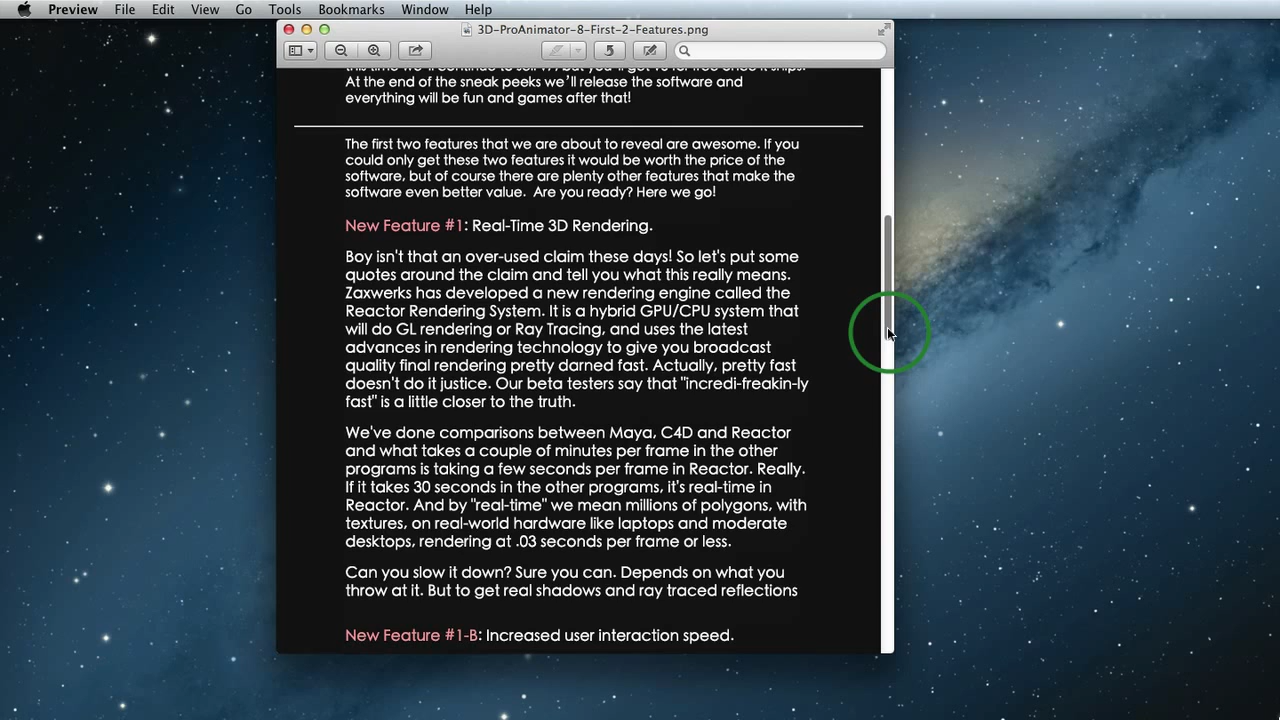 Preview File Edit View Go Tools Bookmarks Window Help
3D-ProAnimator-8-First-2-Features.png
5
At the end of the sneak peeks we'll release the software and
everything will be fun and games after that!
The first two features that we are about to reveal are awesome. If you
could only get these two features it would be worth the price of the
software, but of course there are plenty other features that make the
software even better value. Are you ready? Here we go!
New Feature #1: Real-Time 3D Rendering.
Boy isn't that an over-used claim these days! So let's put some
quotes around the claim and tell you what this really means.
Zaxwerks has developed a new rendering engine called the
Reactor Rendering System. It is a hybrid GPU/CPU system that
will do GL rendering or Ray Tracing, and uses the latest
advances in rendering technology to give you broadcast
quality final rendering pretty darned fast. Actually, pretty fast
doesn't do it justice. Our beta testers say that "incredi-freakin-ly
fast" is a little closer to the truth.
We've done comparisons between Maya, C4D and Reactor
and what takes a couple of minutes per frame in the other
programs is taking a few seconds per frame in Reactor. Really.
If it takes 30 seconds in the other programs, it's real-time in
Reactor. And by "real-time" we mean millions of polygons, with
textures, on real-world hardware like laptops and moderate
desktops, rendering at .03 seconds per frame or less.
Can you slow it down? Sure you can. Depends on what you
throw at it. But to get real shadows and ray traced reflections
New Feature #1-B: Increased user interaction speed.